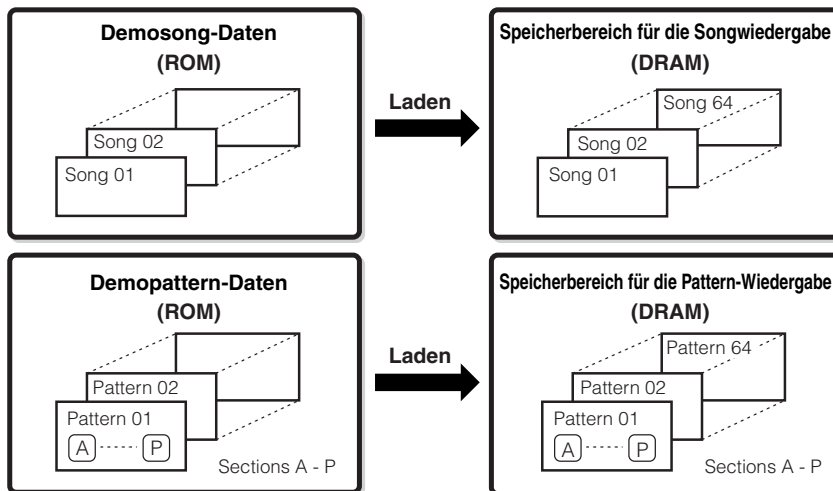 Demosong-Daten
(ROM)
Song 02
Song 01
Laden
Speicherbereich für die Songwiedergabe
(DRAM)
Song 64
Song 02
Song 01
Demopattern-Daten
(ROM)
Pattern 02
Pattern 01
A P
Sections A - P
Laden
Speicherbereich für die Pattern-Wiedergabe
(DRAM)
Pattern 64
Pattern 02
Pattern 01
A P
Sections A - P